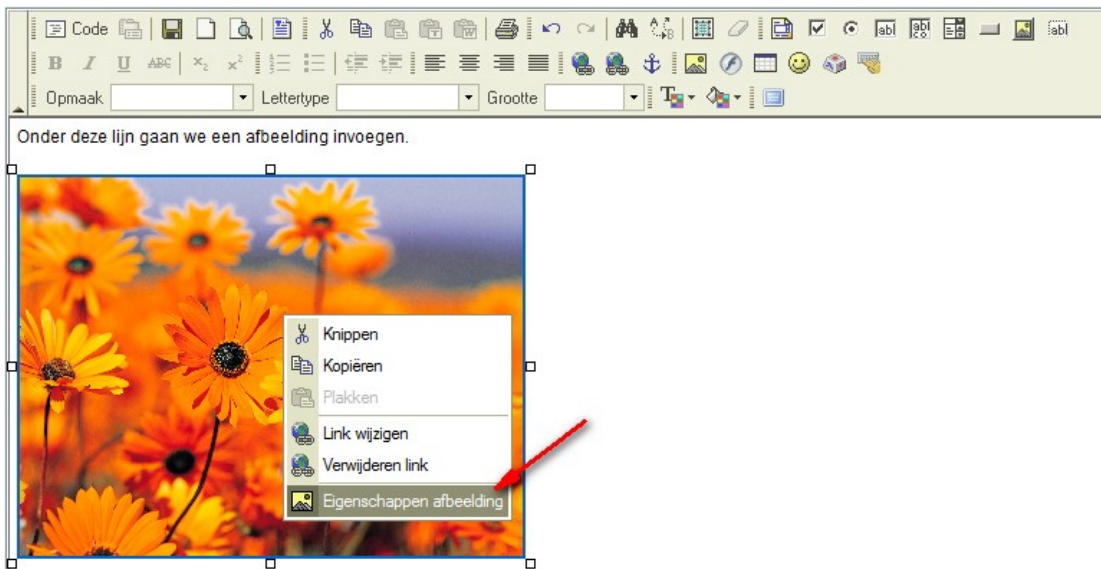 Code
B I U ABC
Opmaak Lettertype Grootte
Onder deze lijn gaan we een afbeelding invoegen.
Knippen
Kopiëren
Plakken
Link wijzigen
Verwijderen link
Eigenschappen afbeelding